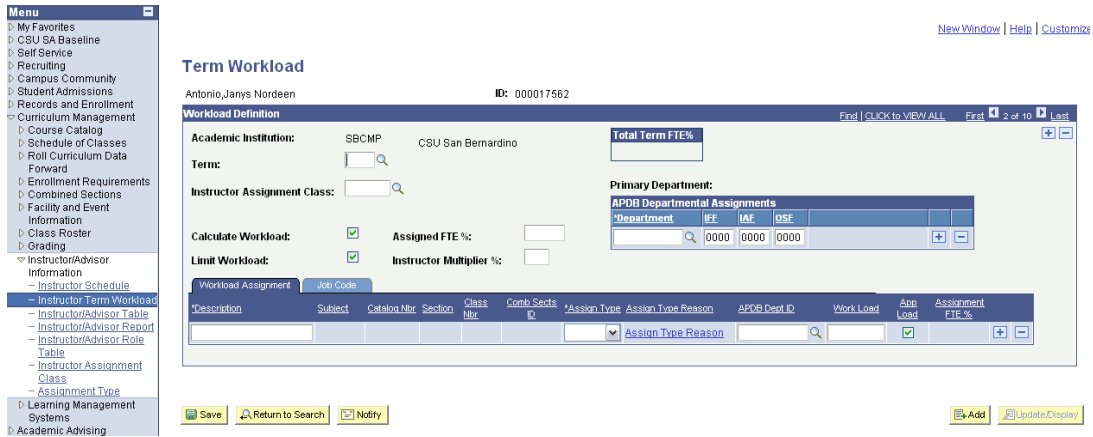 Menu
My Favorites
CSU SA Baseline
Self Service
Recruiting
Campus Community
Student Admissions
Records and Enrollment
Curriculum Management
Course Catalog
Schedule of Classes
Roll Curriculum Data
Forward
Enrollment Requirements
Combined Sections
Facility and Event
Information
Class Roster
Grading
Instructor/Advisor
Information
Instructor Schedule
Instructor Term Workload
Instructor/Advisor Table
Instructor/Advisor Report
Instructor/Advisor Role
Table
Instructor Assignment
Class
Assignment Type
Learning Management
Systems
Academic Advising
New Window | Help | Customize
Term Workload
Antonio,Janys Nordeen ID: 000017562
Workload Definition Find | CLICK to VIEW ALL First 2 of 10 Last
Academic Institution: SBCMP CSU San Bernardino
Term:
Instructor Assignment Class:
Total Term FTE%
Primary Department:
APDB Departmental Assignments
*Department IFF IAF OSF
0000 0000 0000
Calculate Workload: Assigned FTE %:
Limit Workload: Instructor Multiplier %:
Workload Assignment Job Code
*Description Subject Catalog Nbr Section Class Nbr Comb Sects ID *Assign Type Assign Type Reason APDB Dept ID Work Load App Load Assignment FTE %
Assign Type Reason
Save Return to Search Notify Add Update/Display